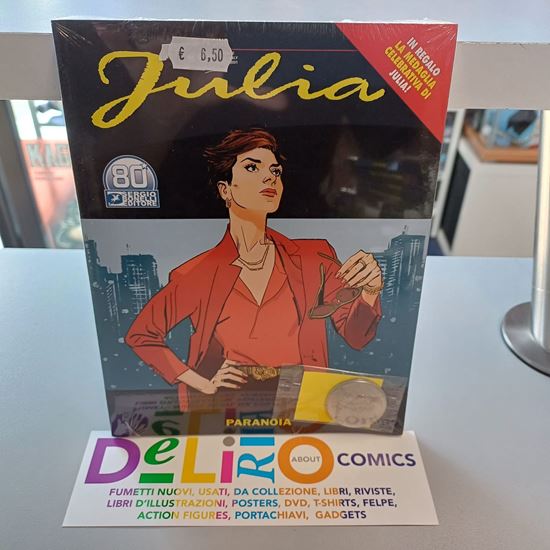 € 6,50
Julia
IN REGALO
LA MEDAGLIA
CELEBRATIVA DI
JULIA!
80
SERGIO
BONELLI
EDITORE
PARANOIA
DeLiRiO
ABOUT
COMICS
FUMETTI NUOVI, USATI, DA COLLEZIONE, LIBRI, RIVISTE,
LIBRI D'ILLUSTRAZIONI, POSTERS, DVD, T-SHIRTS, FELPE,
ACTION FIGURES, PORTACHIAVI, GADGETS